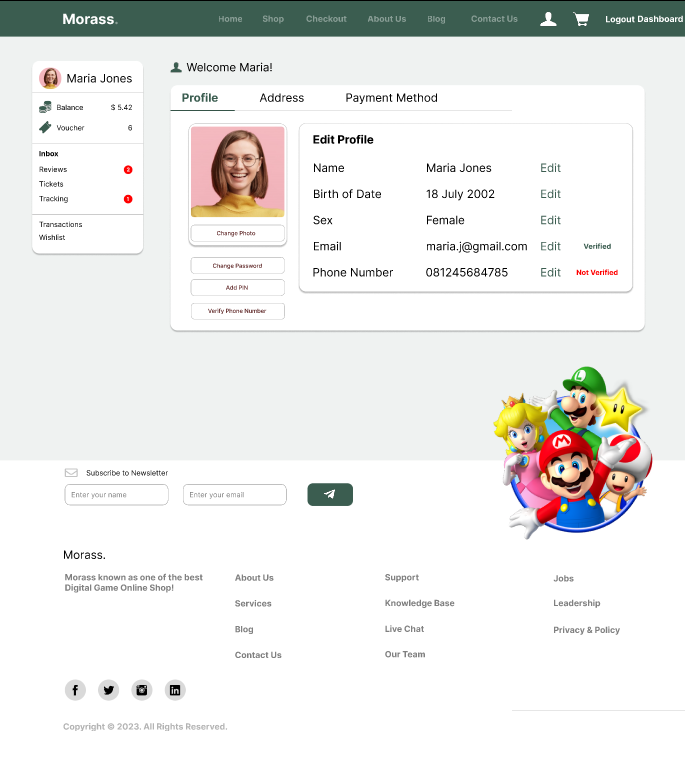 Morass.
Home Shop Checkout About Us Blog Contact Us Logout Dashboard
Maria Jones
Balance $ 5.42
Voucher 6
Inbox
Reviews 2
Tickets
Tracking 1
Transactions
Wishlist
Welcome Maria!
Profile Address Payment Method
Change Photo
Change Password
Add PIN
Verify Phone Number
Edit Profile
Name Maria Jones Edit
Birth of Date 18 July 2002 Edit
Sex Female Edit
Email maria.j@gmail.com Edit Verified
Phone Number 081245684785 Edit Not Verified
Subscribe to Newsletter
Enter your name Enter your email
L
M
Morass.
Morass known as one of the best
Digital Game Online Shop!
About Us
Services
Blog
Contact Us
Support
Knowledge Base
Live Chat
Our Team
Jobs
Leadership
Privacy & Policy
Copyright © 2023. All Rights Reserved.